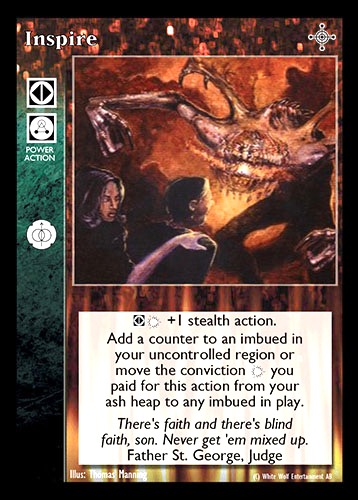 Inspire
POWER
ACTION
+1 stealth action.
Add a counter to an imbued in
your uncontrolled region or
move the conviction you
paid for this action from your
ash heap to any imbued in play.
There's faith and there's blind
faith, son. Never get 'em mixed up.
Father St. George, Judge
Illus: Thomas Manning
(C) White Wolf Entertainment AB